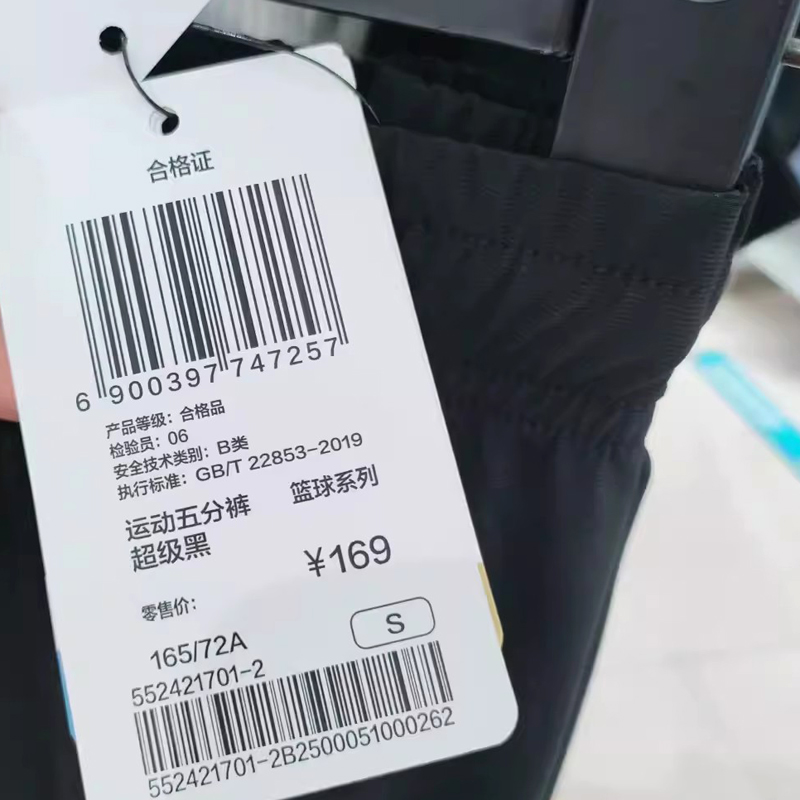 合格证
6 900397 747257
产品等级：合格品
检验员：06
安全技术类别：B类
执行标准：GB/T 22853-2019
运动五分裤 篮球系列
超级黑
¥169
零售价：
165/72A S
552421701-2
552421701-2B2500051000262